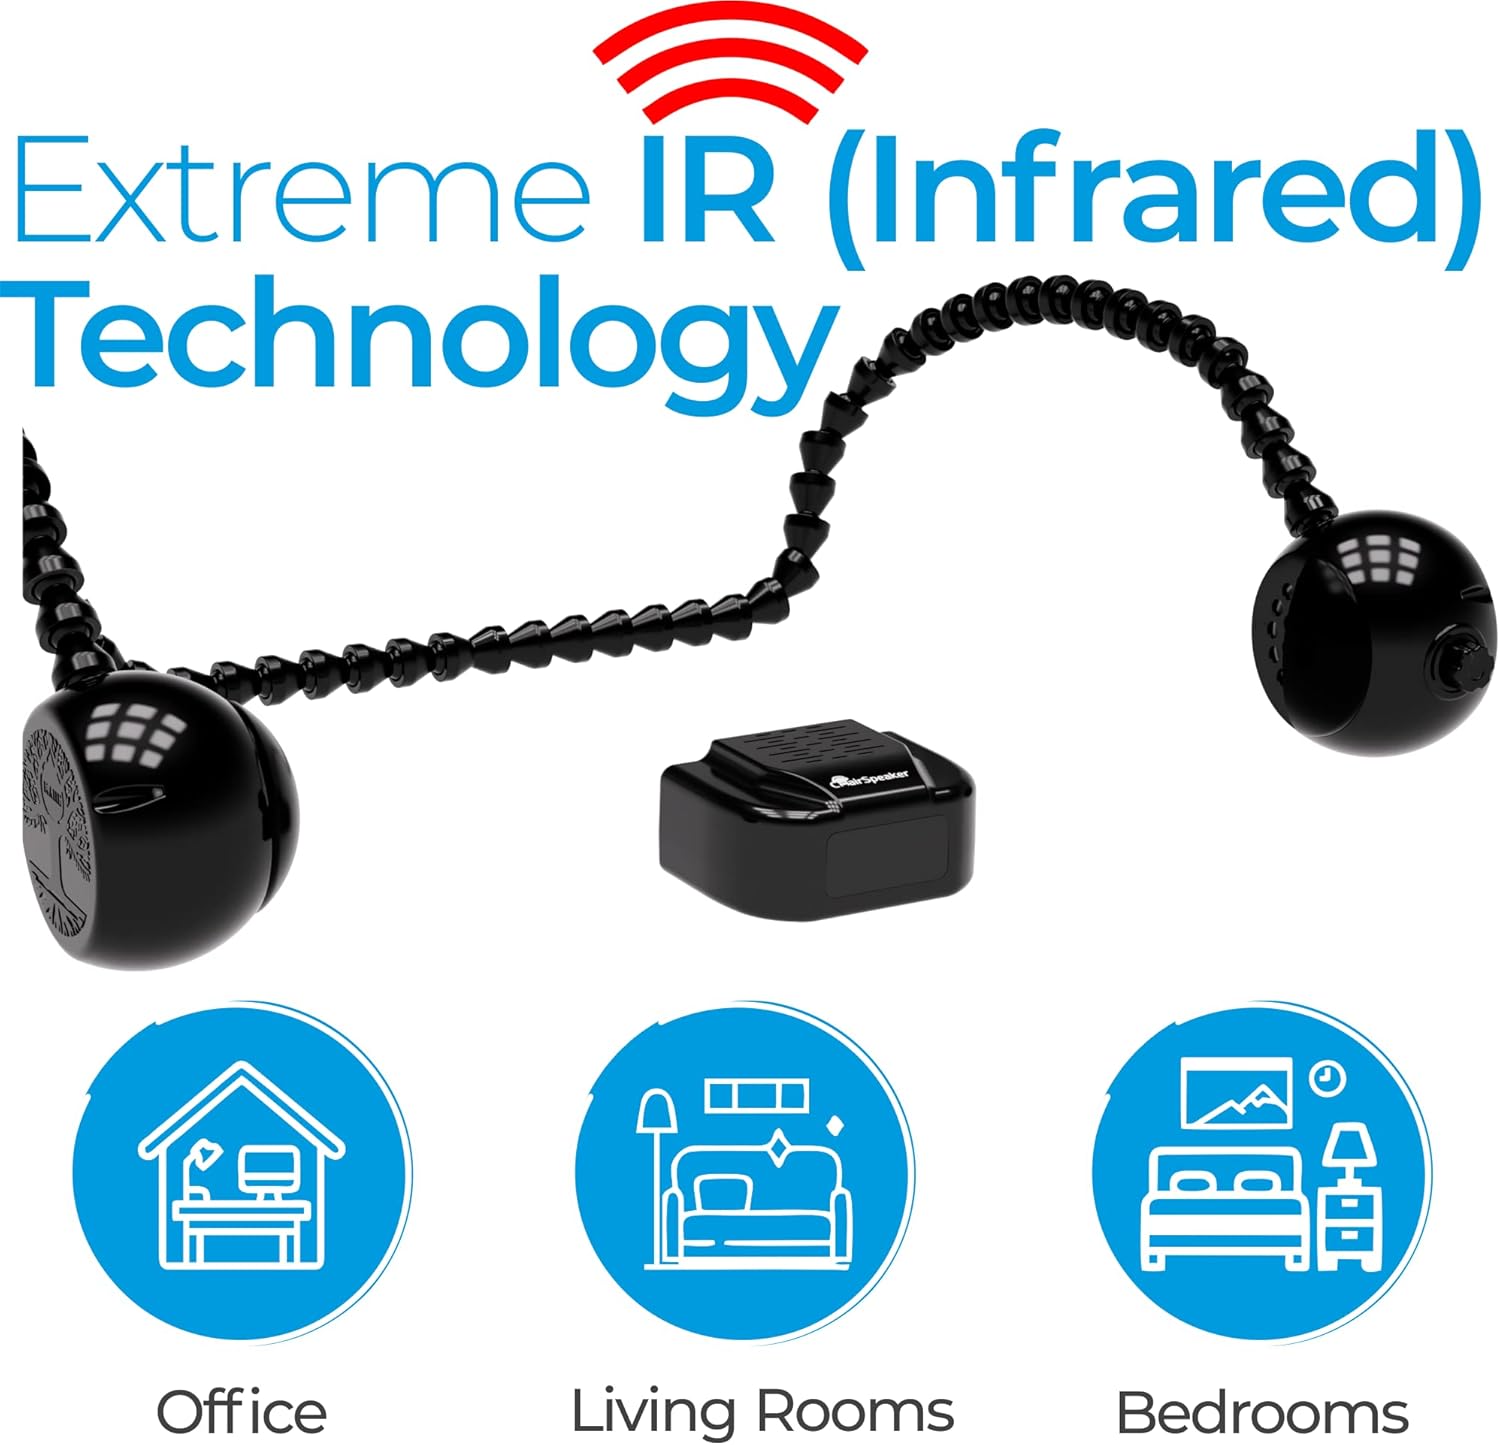 Extreme IR (Infrared)
Technology
ChairSpeaker
Office
Living Rooms
Bedrooms